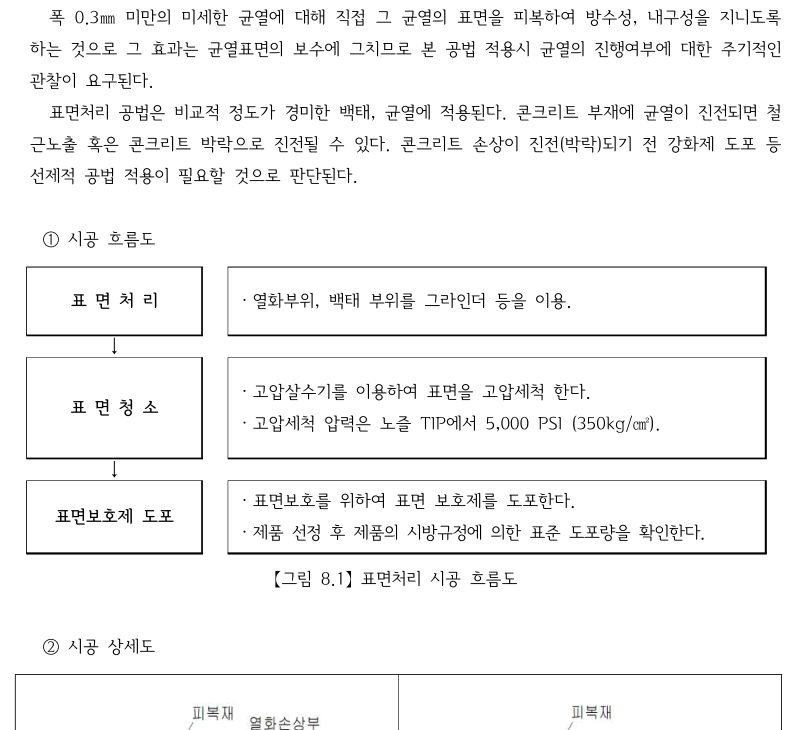 폭 0.3㎜ 미만의 미세한 균열에 대해 직접 그 균열의 표면을 피복하여 방수성, 내구성을 지니도록
하는 것으로 그 효과는 균열표면의 보수에 그치므로 본 공법 적용시 균열의 진행여부에 대한 주기적인
관찰이 요구된다.
표면처리 공법은 비교적 정도가 경미한 백태, 균열에 적용된다. 콘크리트 부재에 균열이 진전되면 철
근노출 혹은 콘크리트 박락으로 진전될 수 있다. 콘크리트 손상이 진전(박락)되기 전 강화제 도포 등
선제적 공법 적용이 필요할 것으로 판단된다.
① 시공 흐름도
표 면 처 리
· 열화부위, 백태 부위를 그라인더 등을 이용.
↓
표 면 청 소
· 고압살수기를 이용하여 표면을 고압세척 한다.
· 고압세척 압력은 노즐 TIP에서 5,000 PSI (350kg/㎠).
↓
표면보호제 도포
· 표면보호를 위하여 표면 보호제를 도포한다.
· 제품 선정 후 제품의 시방규정에 의한 표준 도포량을 확인한다.
【그림 8.1】 표면처리 시공 흐름도
② 시공 상세도
피복재
열화손상부
피복재